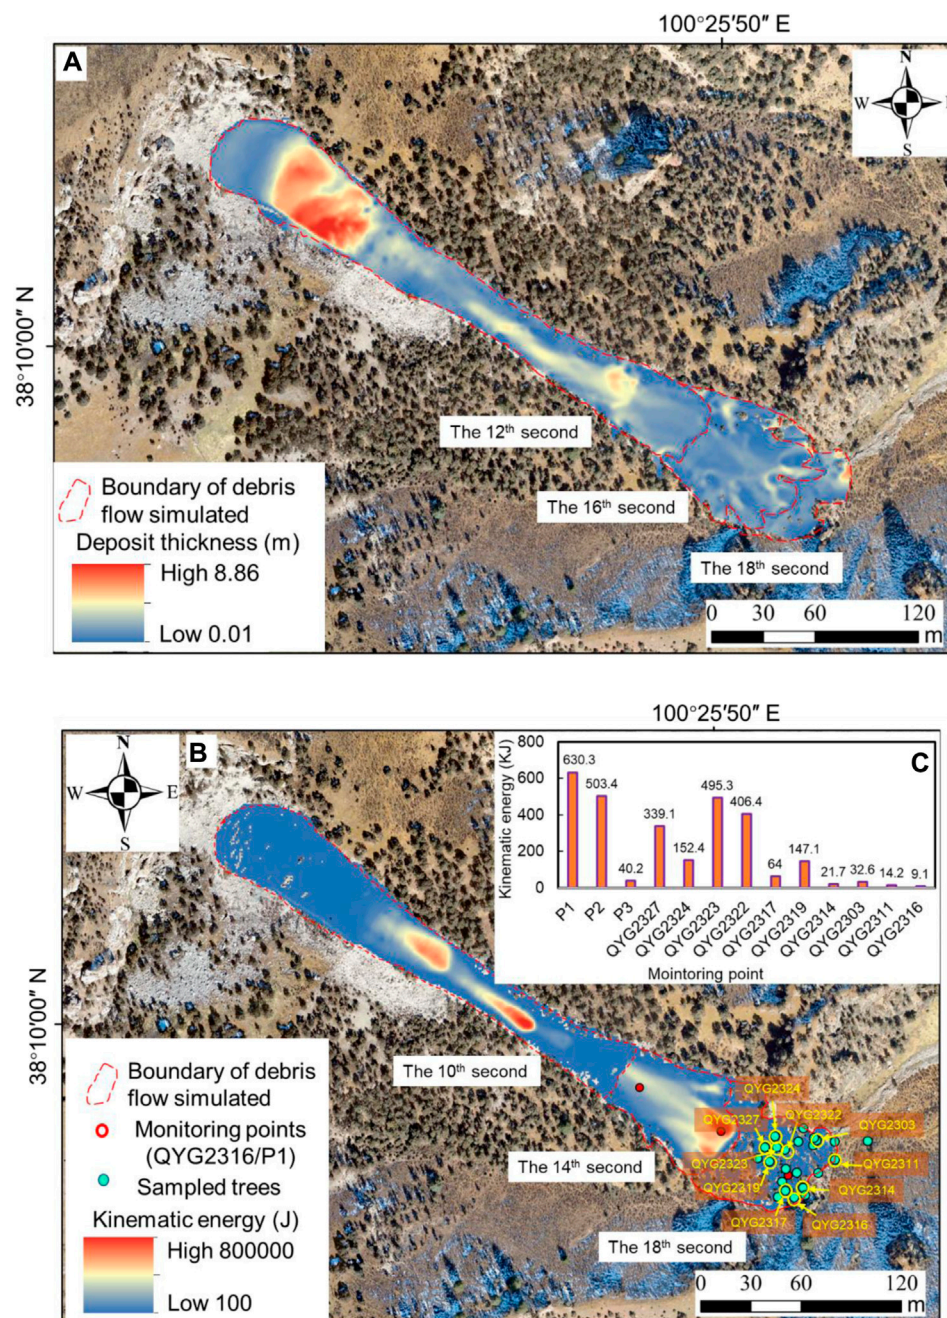 100°25′50″ E
A
N
W
S
38°10′00″ N
The 12th second
The 16th second
The 18th second
Boundary of debris
flow simulated
Deposit thickness (m)
High 8.86
Low 0.01
0 30 60 120
m
100°25′50″ E
B
N
W E
S
C
Kinematic energy (KJ)
800
600
400
200
0
630.3
503.4
40.2
339.1
152.4
495.3
406.4
64
147.1
21.7
32.6
14.2
9.1
P1
P2
P3
QYG2327
QYG2324
QYG2323
QYG2322
QYG2317
QYG2319
QYG2314
QYG2303
QYG2311
QYG2316
Mointoring point
38°10′00″ N
The 10th second
The 14th second
The 18th second
QYG2324
QYG2327
QYG2322
QYG2303
QYG2323
QYG2311
QYG2319
QYG2314
QYG2317
QYG2316
Boundary of debris
flow simulated
Monitoring points
(QYG2316/P1)
Sampled trees
Kinematic energy (J)
High 800000
Low 100
0 30 60 120
m